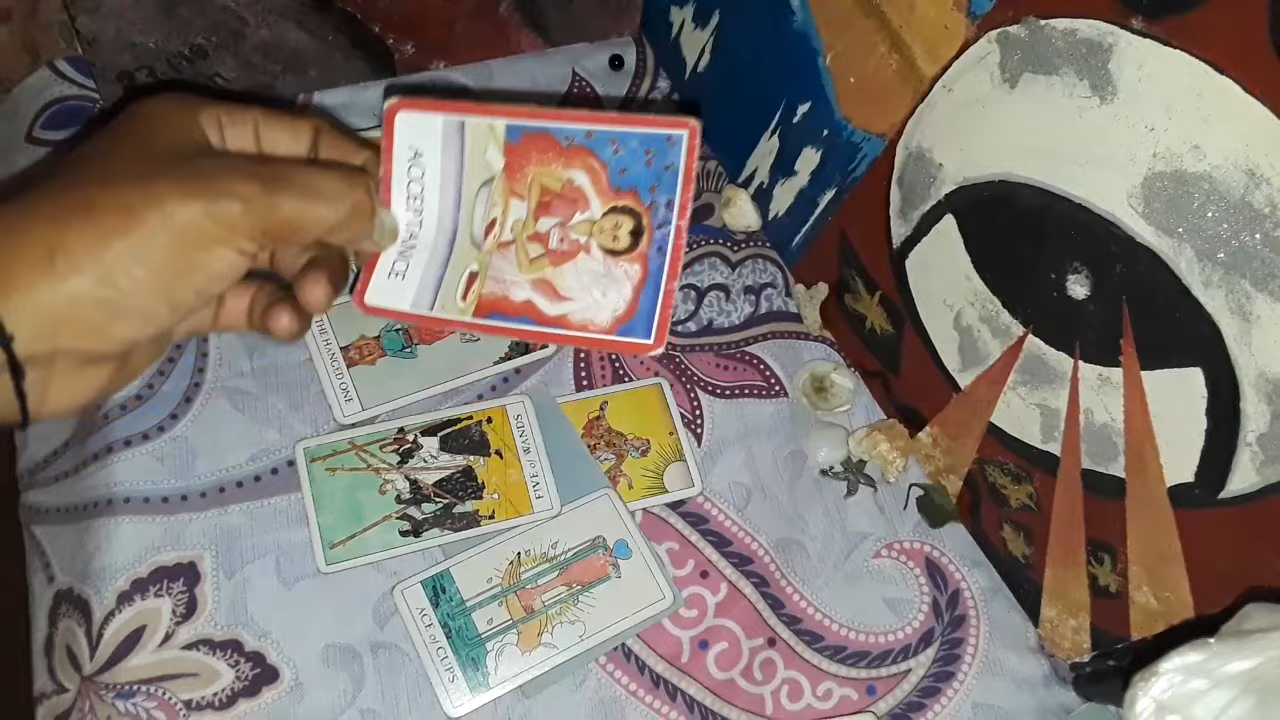 ACCEPTANCE
THE HANGED ONE
FIVE of WANDS
ACE of CUPS